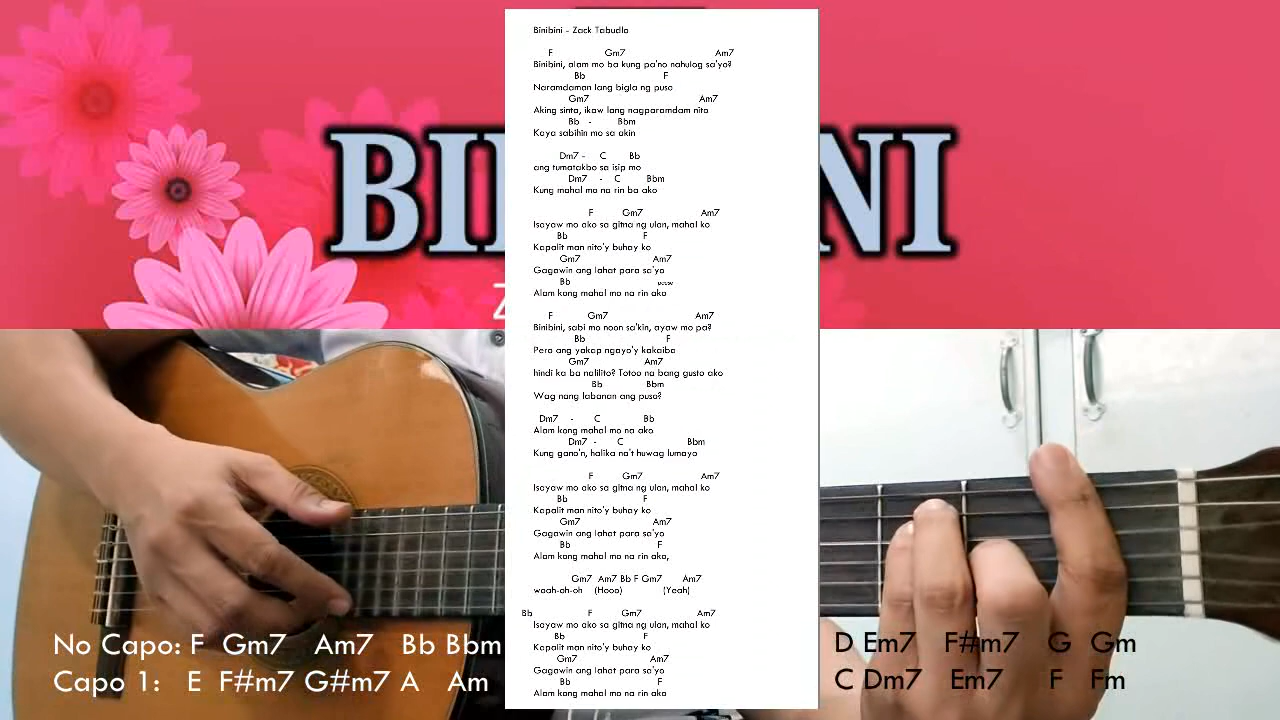 Binibini - Zack Tabudlo
F Gm7 Am7
Binibini, alam mo ba kung pa'no nahulog sa'yo?
Bb F
Naramdaman lang bigla ng puso
Gm7 Am7
Aking sinta, ikaw lang nagparamdam nito
Bb - Bbm
Kaya sabihin mo sa akin
Dm7 - C Bb
ang tumatakbo sa isip mo
Dm7 - C Bbm
Kung mahal mo na rin ba ako
F Gm7 Am7
Isayaw mo ako sa gitna ng ulan, mahal ko
Bb F
Kapalit man nito'y buhay ko
Gm7 Am7
Gagawin ang lahat para sa'yo
Bb pause
Alam kong mahal mo na rin ako
F Gm7 Am7
Binibini, sabi mo noon sa'kin, ayaw mo pa?
Bb F
Pero ang yakap ngayo'y kakaiba
Gm7 Am7
hindi ka ba nalilito? Totoo na bang gusto ako
Bb Bbm
Wag nang labanan ang puso?
Dm7 - C Bb
Alam kong mahal mo na ako
Dm7 - C Bbm
Kung gano'n, halika na't huwag lumayo
F Gm7 Am7
Isayaw mo ako sa gitna ng ulan, mahal ko
Bb F
Kapalit man nito'y buhay ko
Gm7 Am7
Gagawin ang lahat para sa'yo
Bb F
Alam kong mahal mo na rin ako,
Gm7 Am7 Bb F Gm7 Am7
waah-ah-oh (Hooo) (Yeah)
Bb F Gm7 Am7
Isayaw mo ako sa gitna ng ulan, mahal ko
Bb F
Kapalit man nito'y buhay ko
Gm7 Am7
Gagawin ang lahat para sa'yo
Bb F
Alam kong mahal mo na rin ako
No Capo: F Gm7 Am7 Bb Bbm
Capo 1: E F#m7 G#m7 A Am
D Em7 F#m7 G Gm
C Dm7 Em7 F Fm